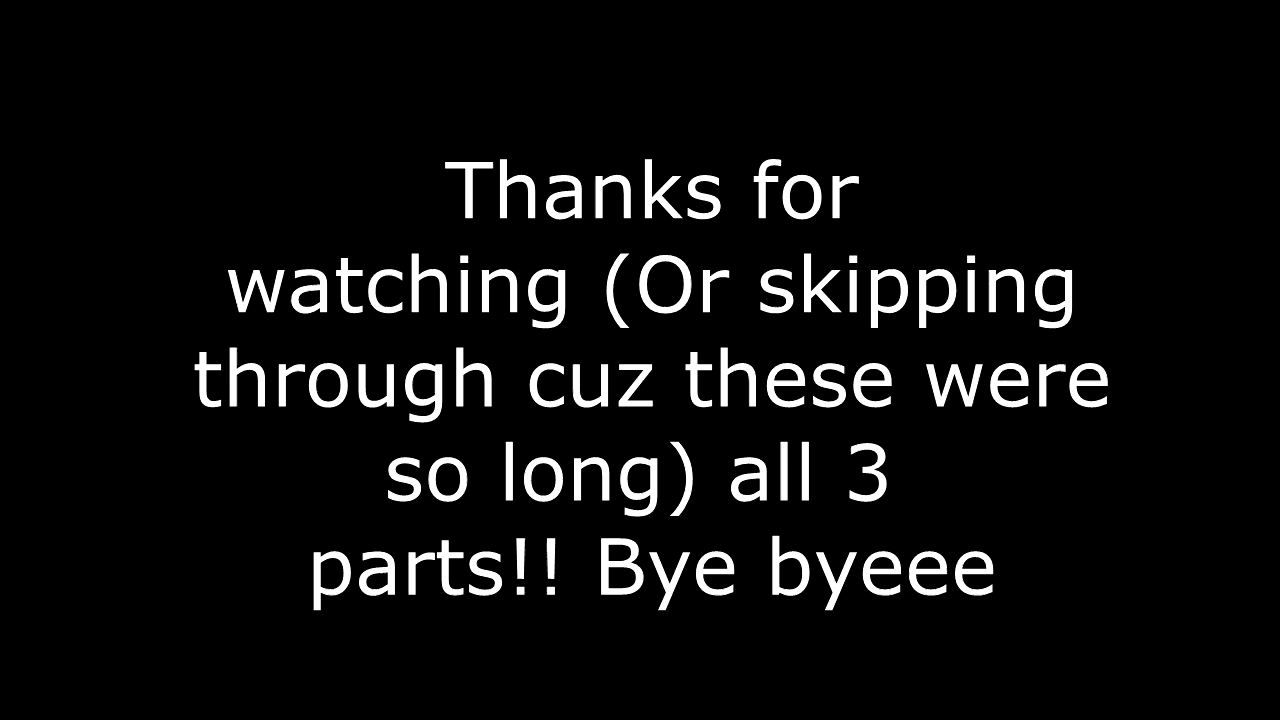 Thanks for
watching (Or skipping
through cuz these were
so long) all 3
parts!! Bye byeee